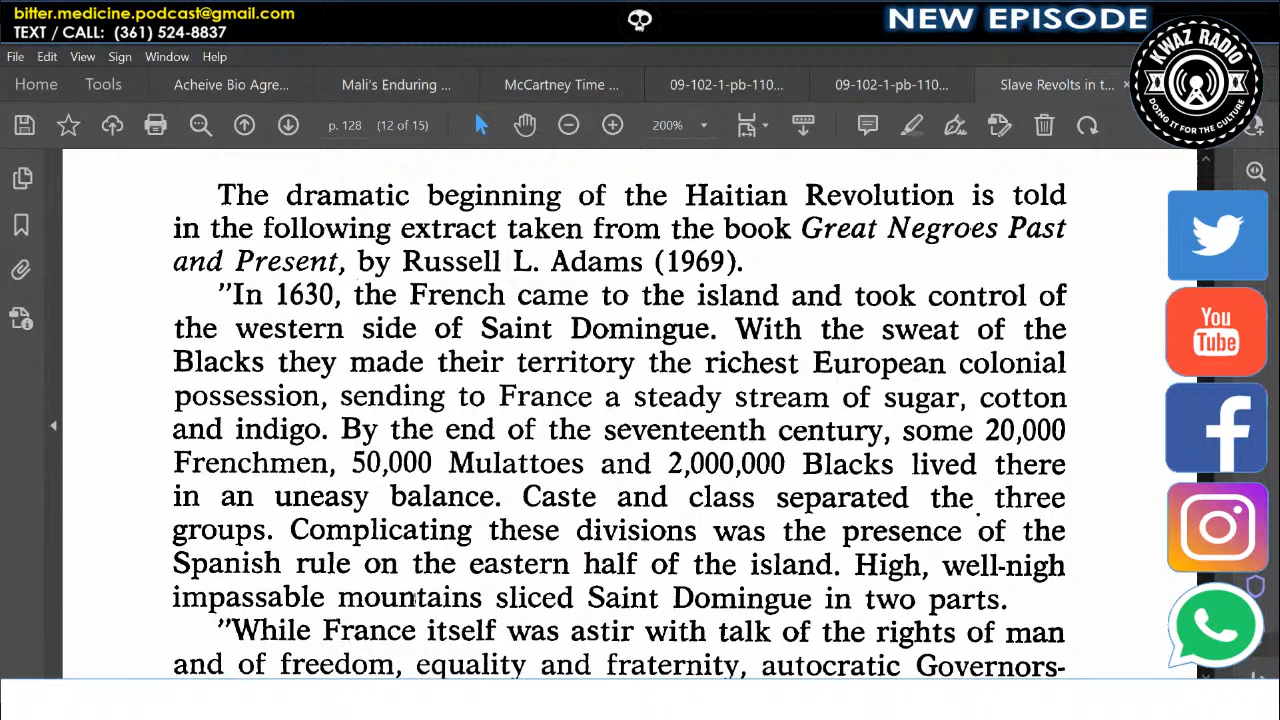 bitter.medicine.podcast@gmail.com
TEXT / CALL: (361) 524-8837
NEW EPISODE
KWAZ RADIO
DOING IT FOR THE CULTURE
File Edit View Sign Window Help
Home Tools Acheive Bio Agre... Mali's Enduring ... McCartney Time ... 09-102-1-pb-110... 09-102-1-pb-110... Slave Revolts in t... ×
p. 128 (12 of 15) 200%
The dramatic beginning of the Haitian Revolution is told
in the following extract taken from the book Great Negroes Past
and Present, by Russell L. Adams (1969).
"In 1630, the French came to the island and took control of
the western side of Saint Domingue. With the sweat of the
Blacks they made their territory the richest European colonial
possession, sending to France a steady stream of sugar, cotton
and indigo. By the end of the seventeenth century, some 20,000
Frenchmen, 50,000 Mulattoes and 2,000,000 Blacks lived there
in an uneasy balance. Caste and class separated the three
groups. Complicating these divisions was the presence of the
Spanish rule on the eastern half of the island. High, well-nigh
impassable mountains sliced Saint Domingue in two parts.
"While France itself was astir with talk of the rights of man
and of freedom, equality and fraternity, autocratic Governors-
You
Tube